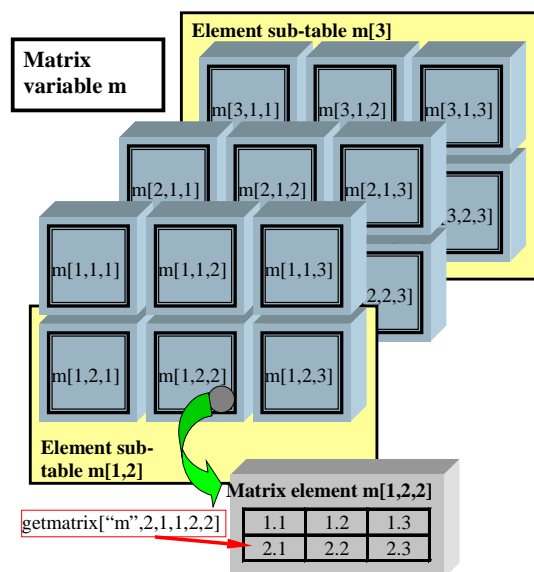 Element sub-table m[3]
Matrix
variable m
m[3,1,1] m[3,1,2] m[3,1,3]
m[2,1,1] m[2,1,2] m[2,1,3]
[3,2,3]
m[1,1,1] m[1,1,2] m[1,1,3]
[2,2,3]
m[1,2,1] m[1,2,2] m[1,2,3]
Element sub-
table m[1,2]
Matrix element m[1,2,2]
getmatrix[“m”,2,1,1,2,2]
1.1 1.2 1.3
2.1 2.2 2.3